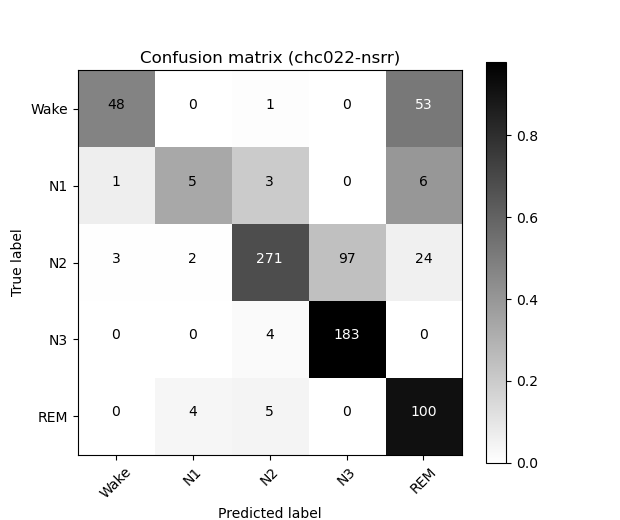 Confusion matrix (chc022-nsrr)
Wake 48 0 1 0 53
N1 1 5 3 0 6
N2 3 2 271 97 24
N3 0 0 4 183 0
REM 0 4 5 0 100
Wake N1 N2 N3 REM
Predicted label
True label
0.8
0.6
0.4
0.2
0.0